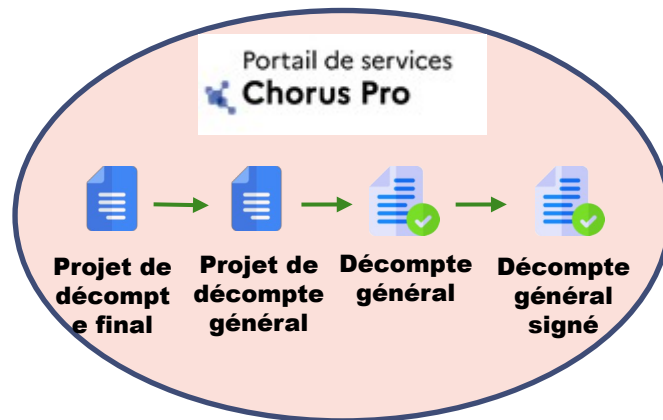 Portail de services
Chorus Pro
Projet de
décompt
e final
Projet de
décompte
général
Décompte
général
Décompte
général
signé